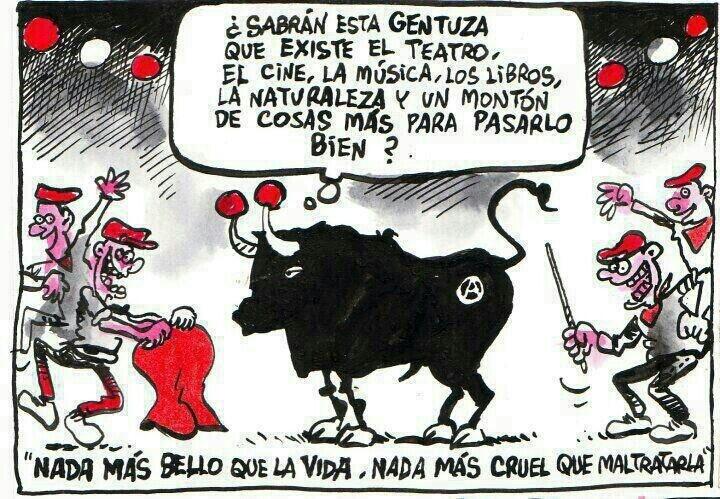 ¿SABRÁN ESTA GENTUZA
QUE EXISTE EL TEATRO,
EL CINE, LA MÚSICA, LOS LIBROS,
LA NATURALEZA Y UN MONTÓN
DE COSAS MÁS PARA PASARLO
BIEN?
A
"NADA MÁS BELLO QUE LA VIDA. NADA MÁS CRUEL QUE MALTRATARLA"